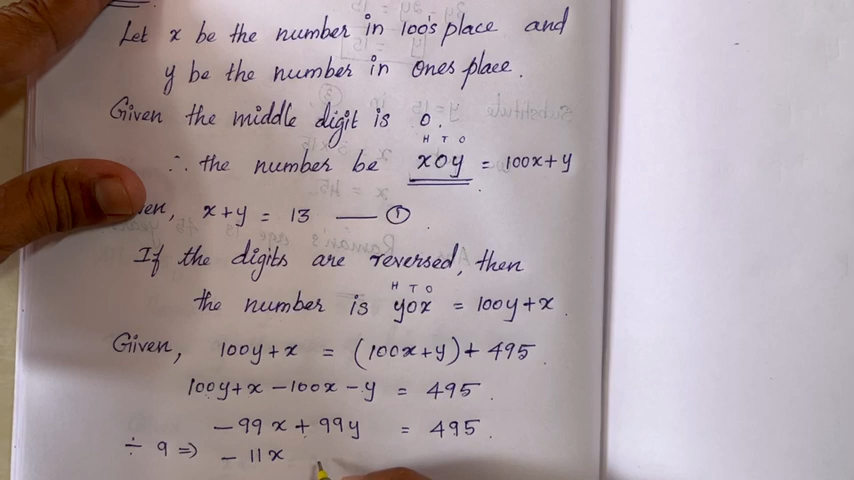 Let x be the number in 100's place and
y be the number in ones place.
Given the middle digit is 0.
H T O
∴ the number be x0y = 100x+y
x+y = 13 —— ①
If the digits are reversed, then
H T O
the number is y0x = 100y+x.
Given, 100y+x = (100x+y)+ 495
100y+x -100x -y = 495.
-99x + 99y = 495.
÷ 9 ⇒ - 11x